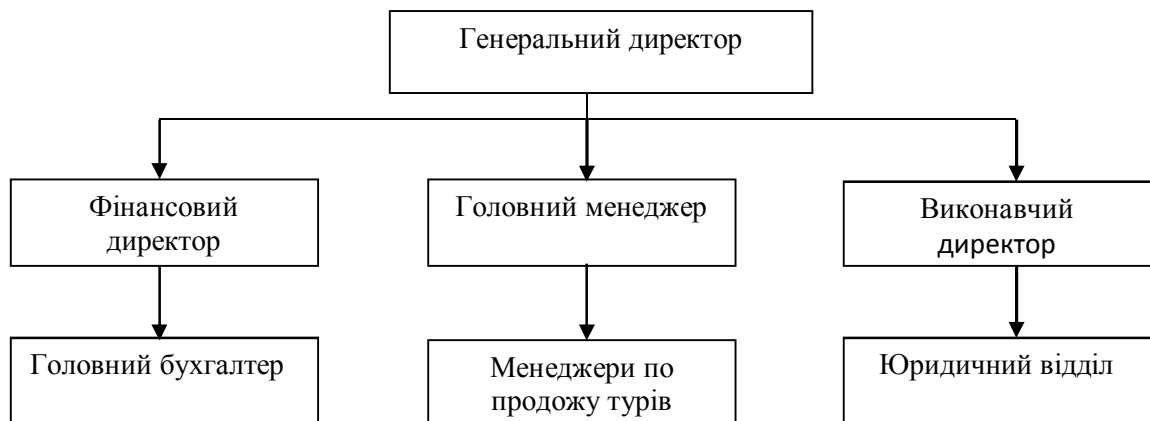 Генеральний директор
Фінансовий
директор
Головний менеджер
Виконавчий
директор
Головний бухгалтер
Менеджери по
продожу турів
Юридичний відділ